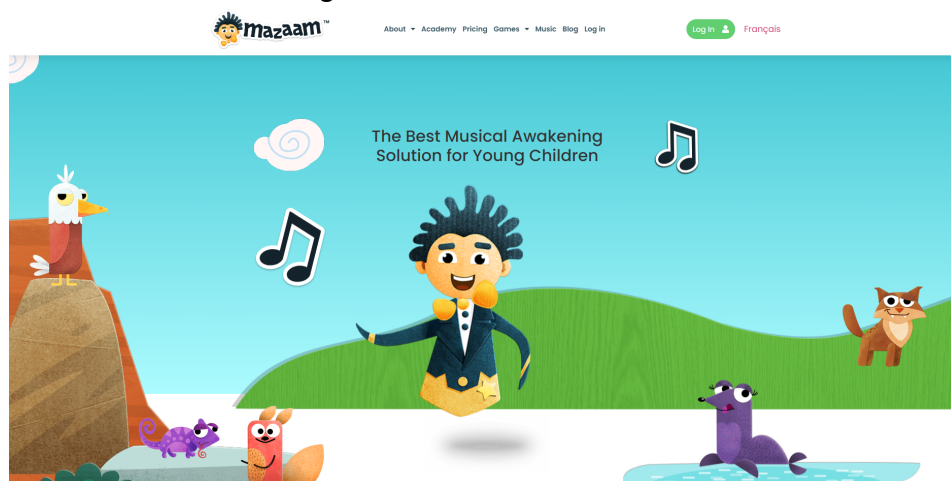 mazaam™
About Academy Pricing Games Music Blog Log in
Log In
Français
The Best Musical Awakening
Solution for Young Children